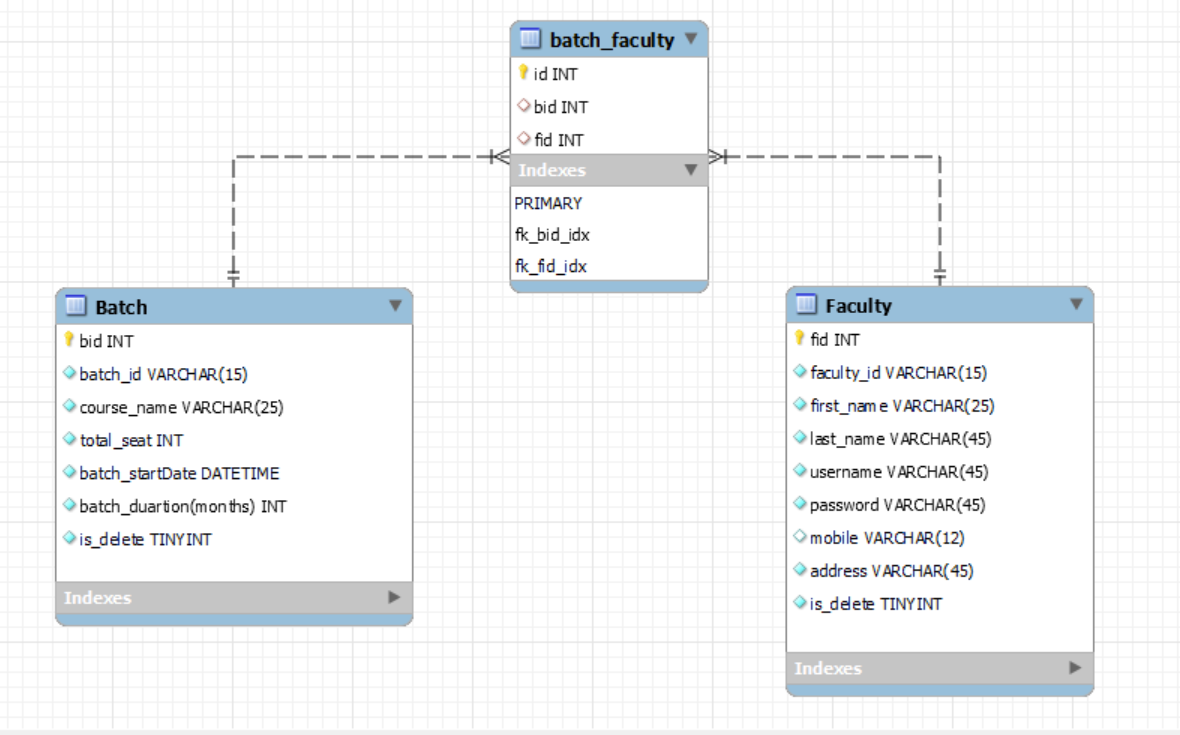 batch_faculty
id INT
bid INT
fid INT
Indexes
PRIMARY
fk_bid_idx
fk_fid_idx
Batch
bid INT
batch_id VARCHAR(15)
course_name VARCHAR(25)
total_seat INT
batch_startDate DATETIME
batch_duartion(months) INT
is_delete TINYINT
Indexes
Faculty
fid INT
faculty_id VARCHAR(15)
first_name VARCHAR(25)
last_name VARCHAR(45)
username VARCHAR(45)
password VARCHAR(45)
mobile VARCHAR(12)
address VARCHAR(45)
is_delete TINYINT
Indexes